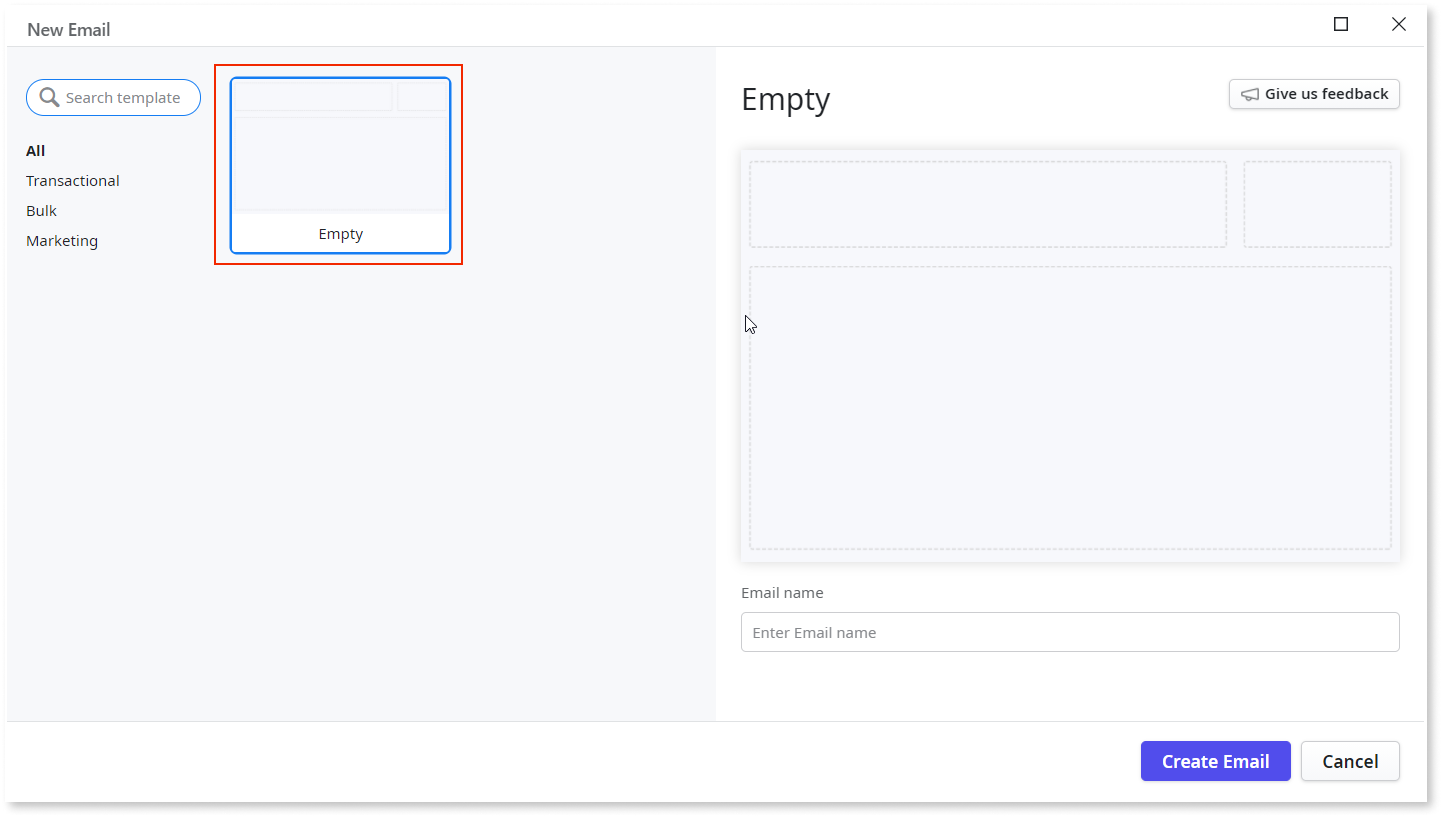 New Email
Search template
All
Transactional
Bulk
Marketing
Empty
Empty
Give us feedback
Email name
Enter Email name
Create Email
Cancel